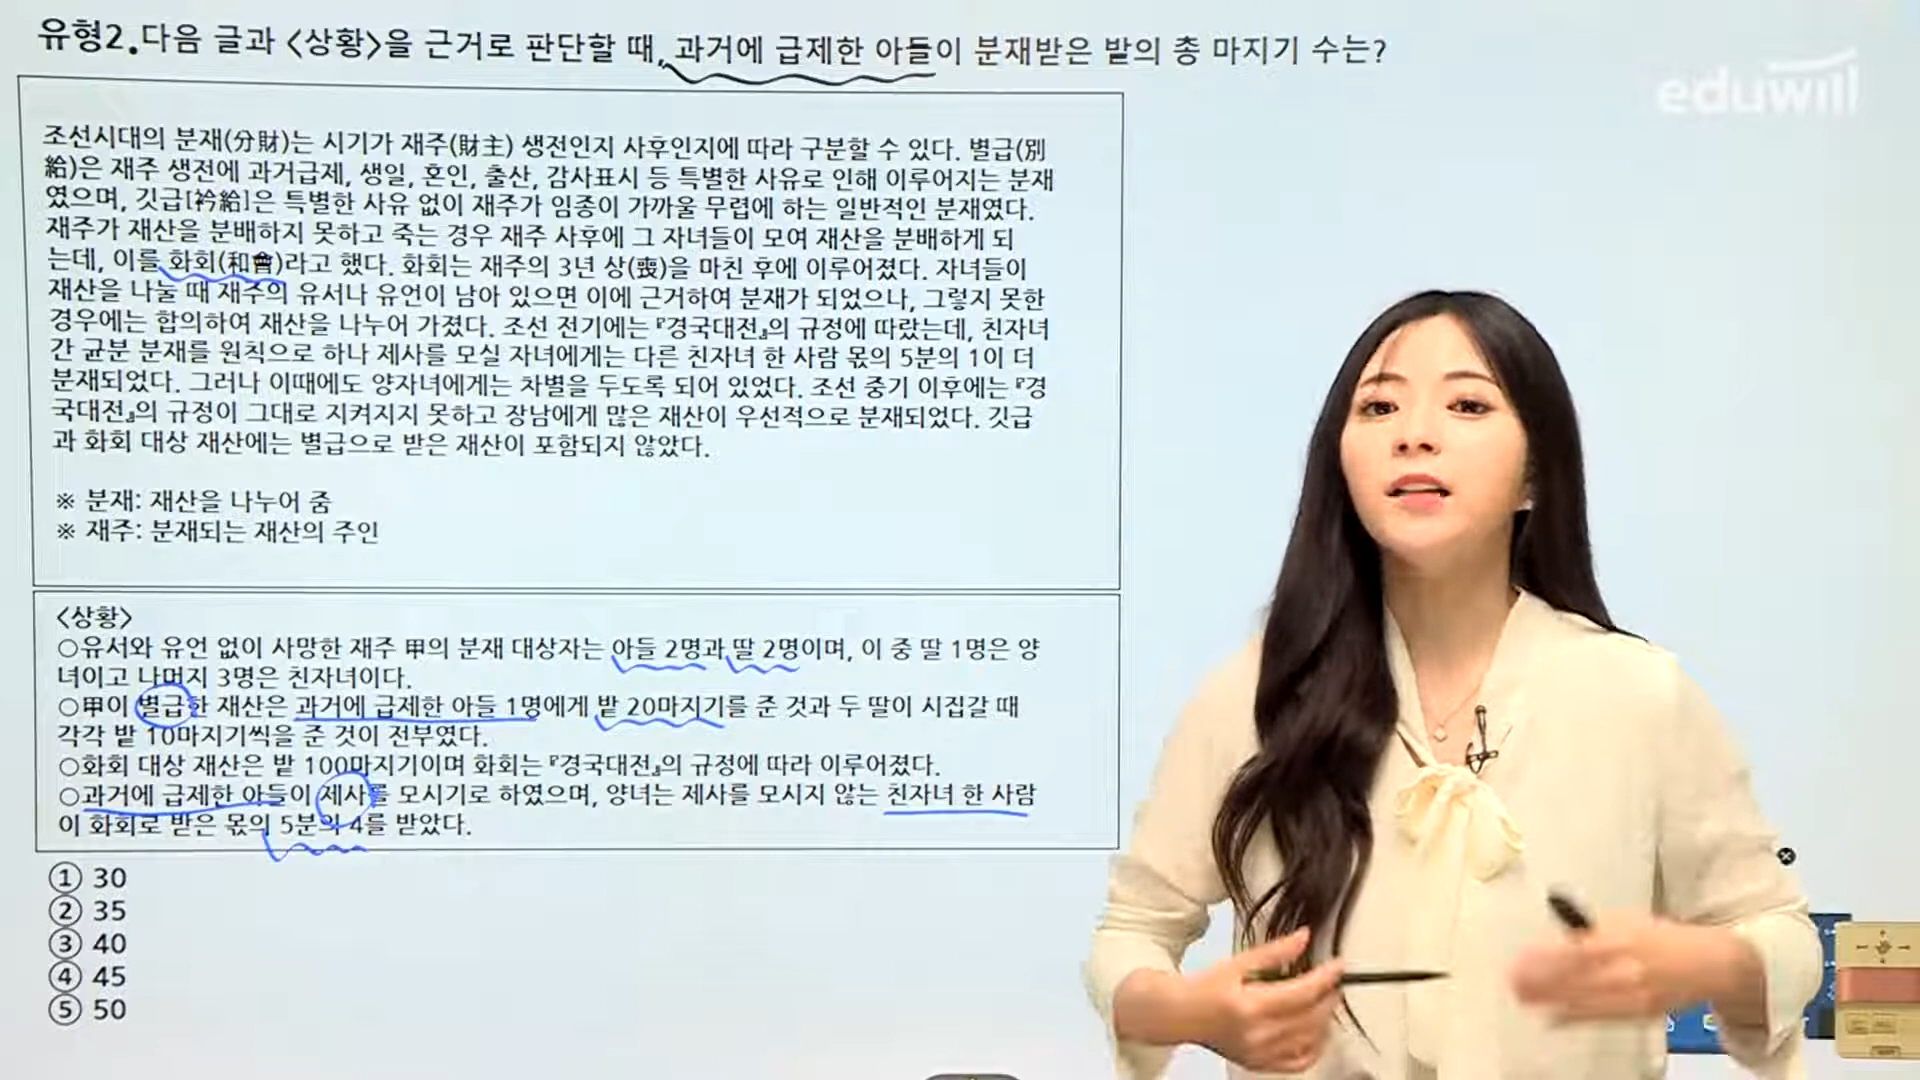 유형2.다음 글과 <상황>을 근거로 판단할 때, 과거에 급제한 아들이 분재받은 밭의 총 마지기 수는?
eduwill
조선시대의 분재(分財)는 시기가 재주(財主) 생전인지 사후인지에 따라 구분할 수 있다. 별급(別
給)은 재주 생전에 과거급제, 생일, 혼인, 출산, 감사표시 등 특별한 사유로 인해 이루어지는 분재
였으며, 깃급[衿給]은 특별한 사유 없이 재주가 임종이 가까울 무렵에 하는 일반적인 분재였다.
재주가 재산을 분배하지 못하고 죽는 경우 재주 사후에 그 자녀들이 모여 재산을 분배하게 되
는데, 이를 화회(和會)라고 했다. 화회는 재주의 3년 상(喪)을 마친 후에 이루어졌다. 자녀들이
재산을 나눌 때 재주의 유서나 유언이 남아 있으면 이에 근거하여 분재가 되었으나, 그렇지 못한
경우에는 합의하여 재산을 나누어 가졌다. 조선 전기에는 『경국대전』의 규정에 따랐는데, 친자녀
간 균분 분재를 원칙으로 하나 제사를 모실 자녀에게는 다른 친자녀 한 사람 몫의 5분의 1이 더
분재되었다. 그러나 이때에도 양자녀에게는 차별을 두도록 되어 있었다. 조선 중기 이후에는 『경
국대전』의 규정이 그대로 지켜지지 못하고 장남에게 많은 재산이 우선적으로 분재되었다. 깃급
과 화회 대상 재산에는 별급으로 받은 재산이 포함되지 않았다.
※ 분재: 재산을 나누어 줌
※ 재주: 분재되는 재산의 주인
<상황>
○유서와 유언 없이 사망한 재주 甲의 분재 대상자는 아들 2명과 딸 2명이며, 이 중 딸 1명은 양
녀이고 나머지 3명은 친자녀이다.
○甲이 별급한 재산은 과거에 급제한 아들 1명에게 밭 20마지기를 준 것과 두 딸이 시집갈 때
각각 밭 10마지기씩을 준 것이 전부였다.
○화회 대상 재산은 밭 100마지기이며 화회는 『경국대전』의 규정에 따라 이루어졌다.
○과거에 급제한 아들이 제사를 모시기로 하였으며, 양녀는 제사를 모시지 않는 친자녀 한 사람
이 화회로 받은 몫의 5분의 4를 받았다.
① 30
② 35
③ 40
④ 45
⑤ 50